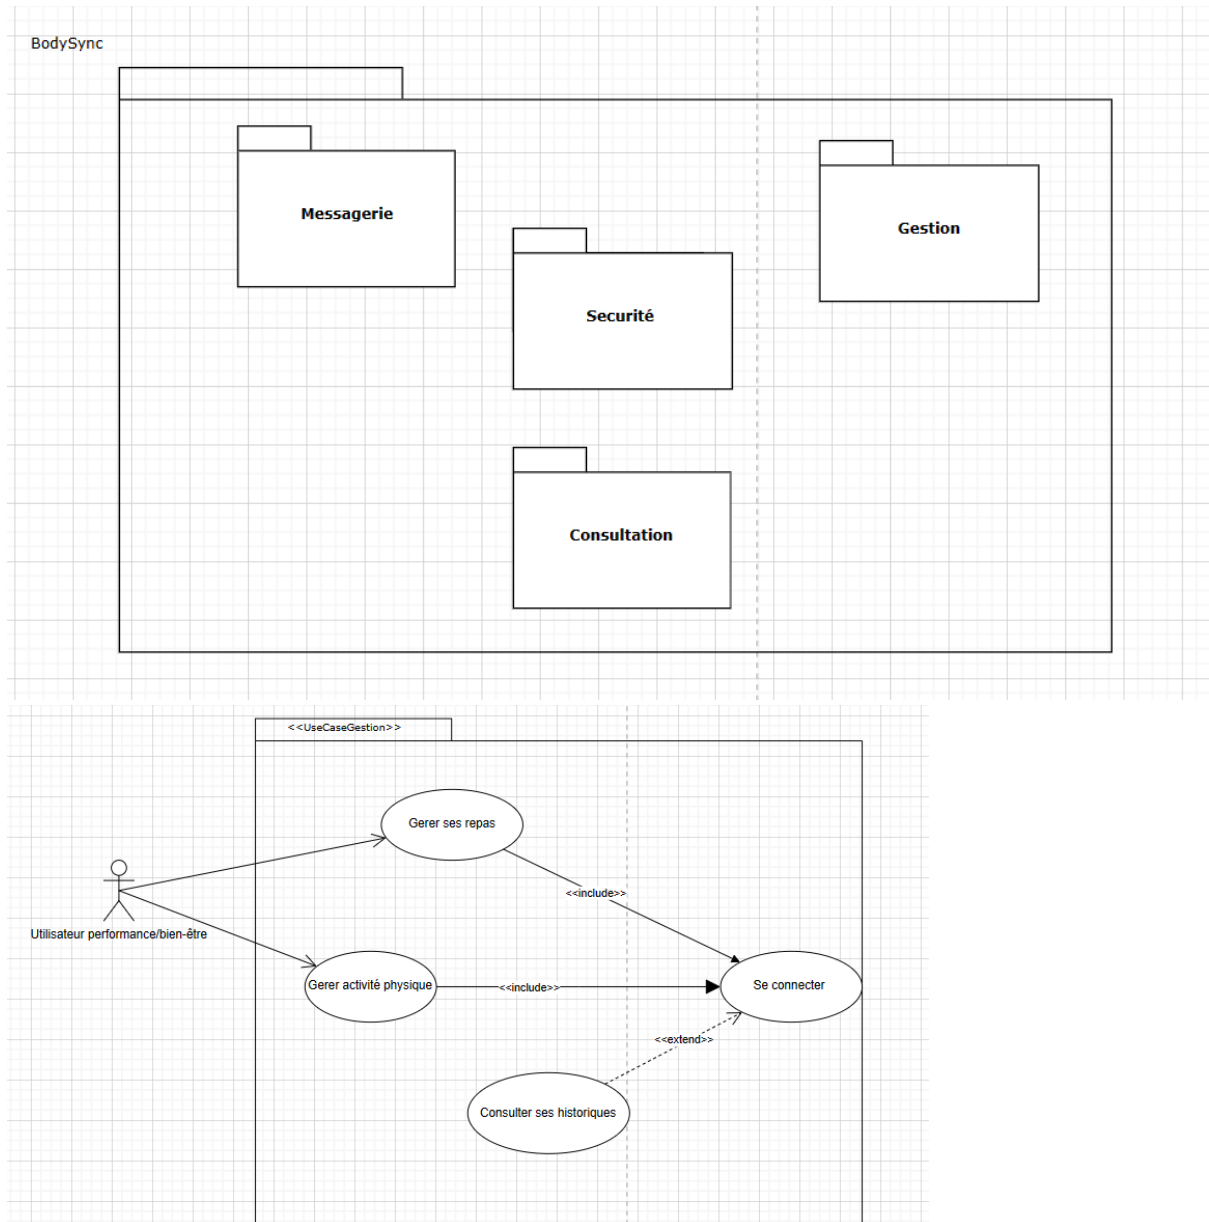 BodySync
Messagerie
Gestion
Securité
Consultation
<<UseCaseGestion>>
Gerer ses repas
<<include>>
Utilisateur performance/bien-être
Gerer activité physique
<<include>>
Se connecter
<<extend>>
Consulter ses historiques